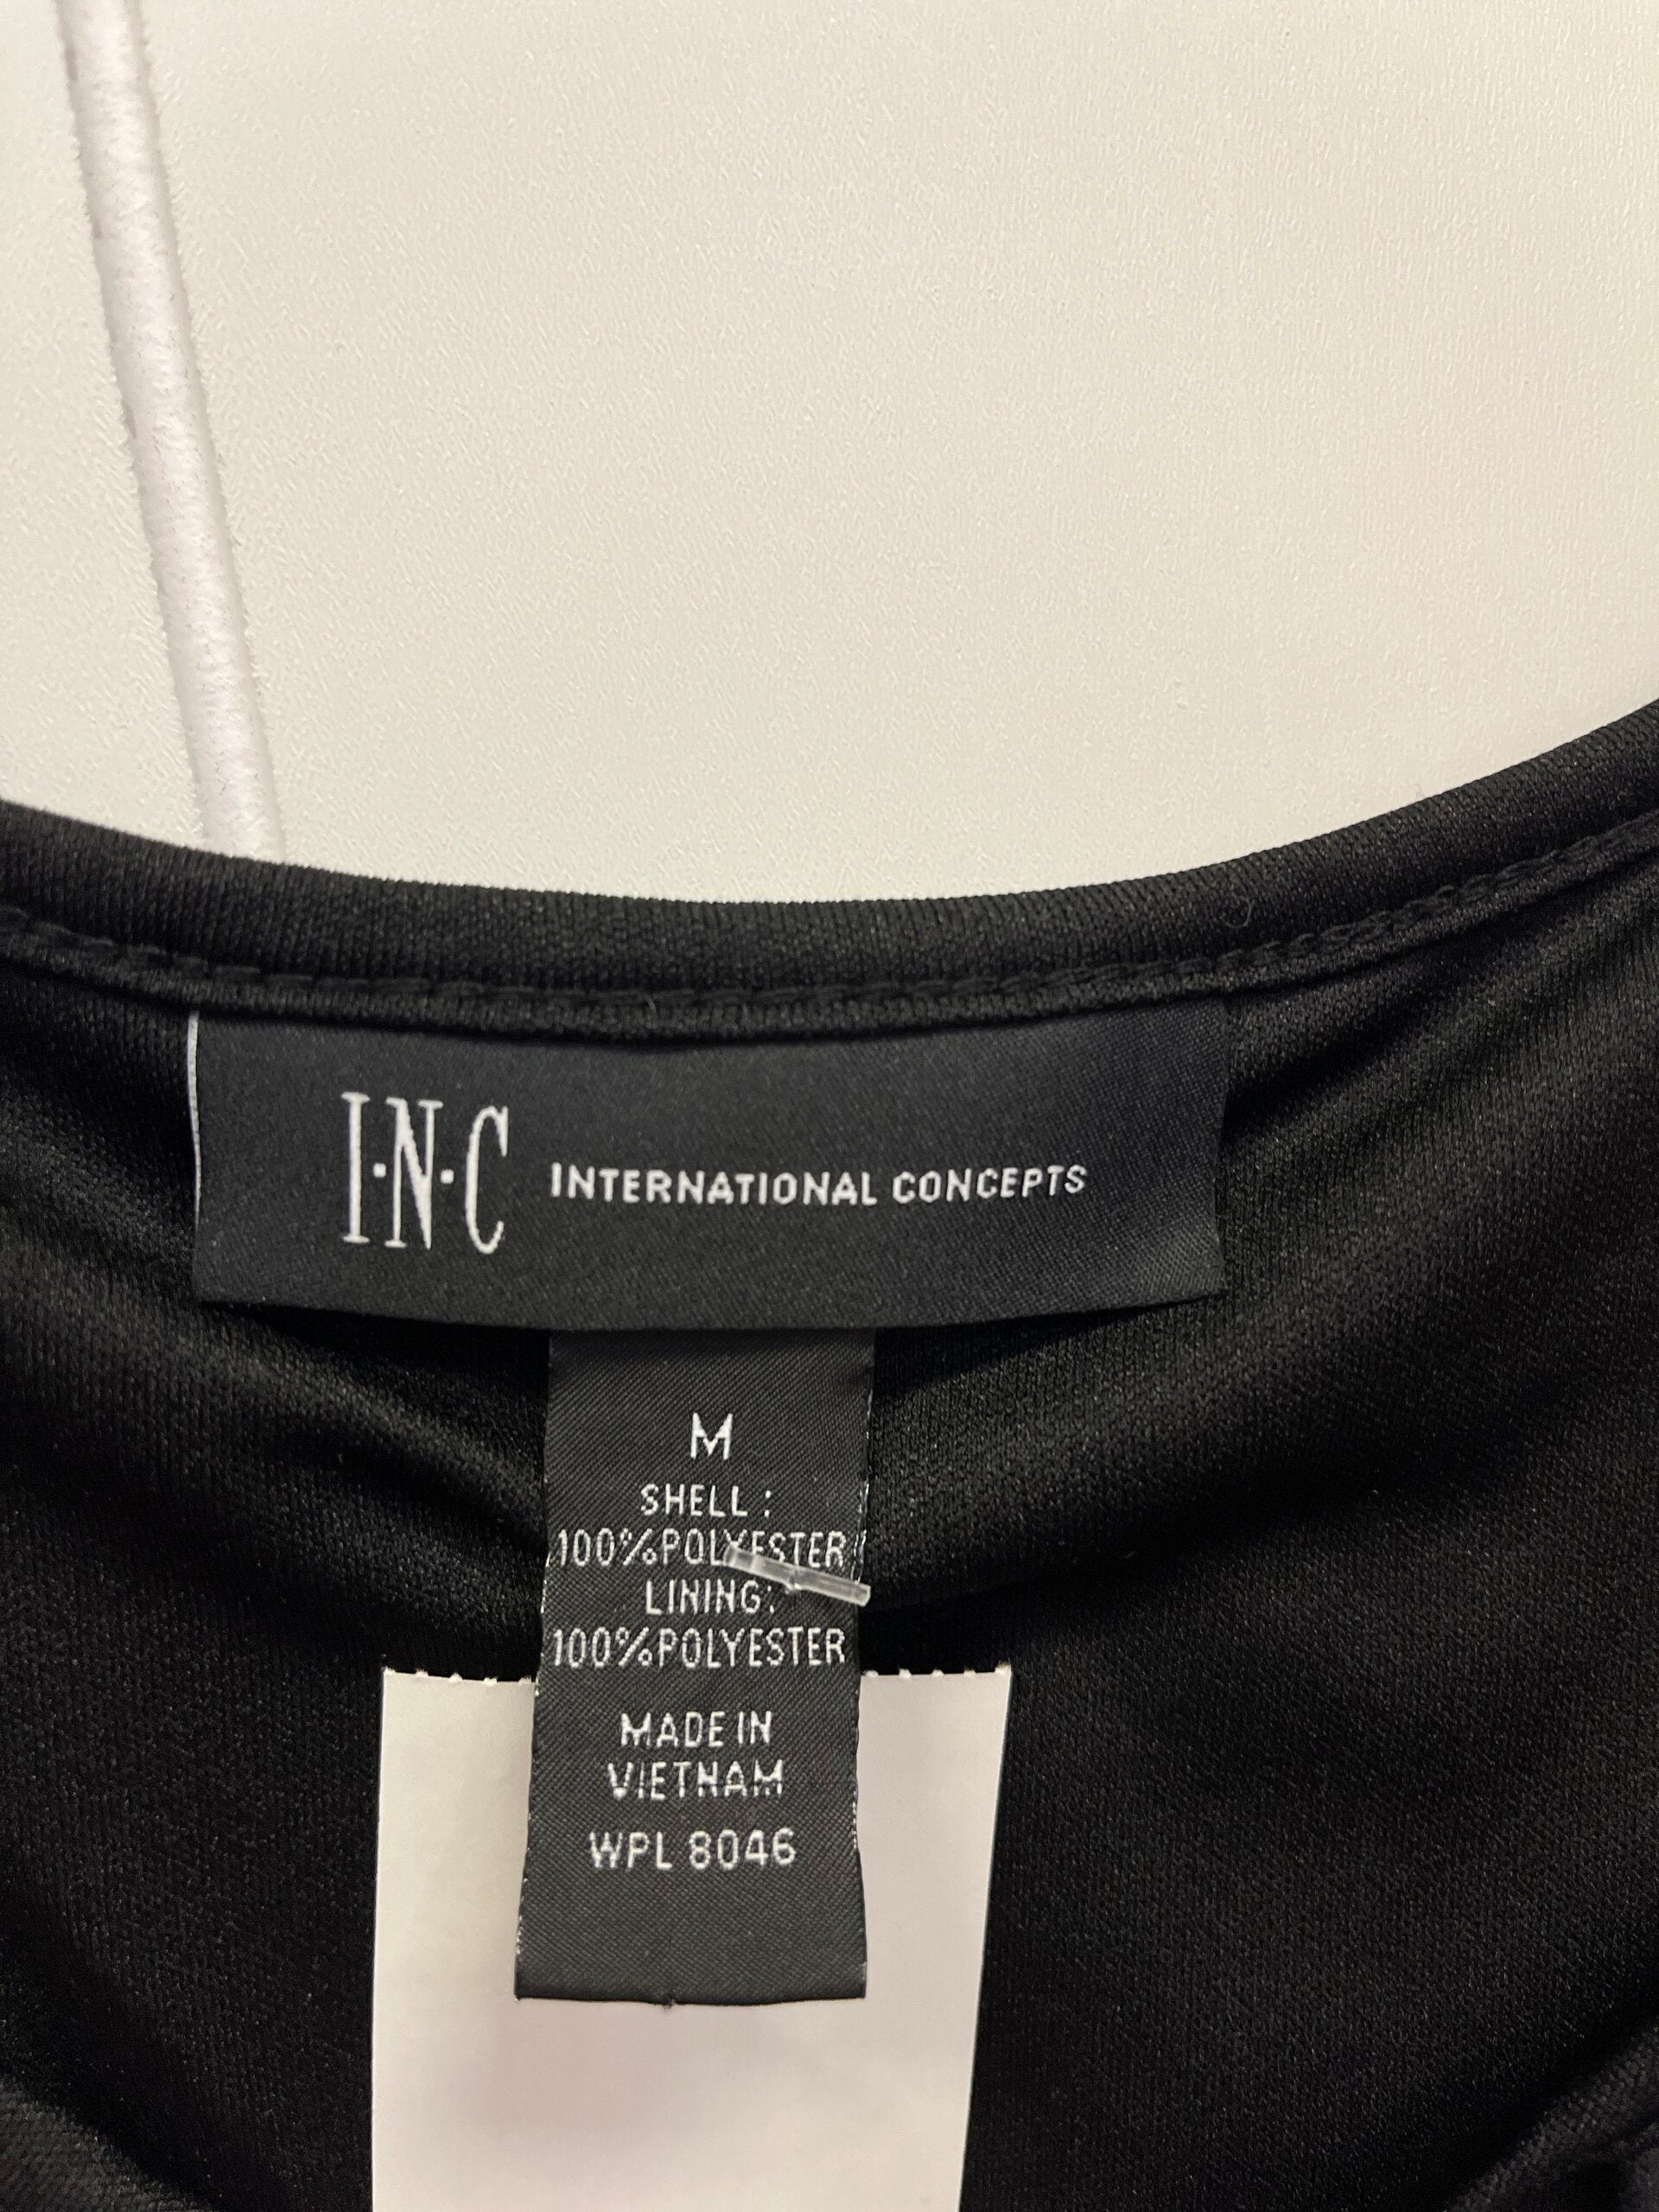 I·N·C INTERNATIONAL CONCEPTS
M
SHELL :
100%POLYESTER
LINING:
100%POLYESTER
MADE IN
VIETNAM
WPL 8046